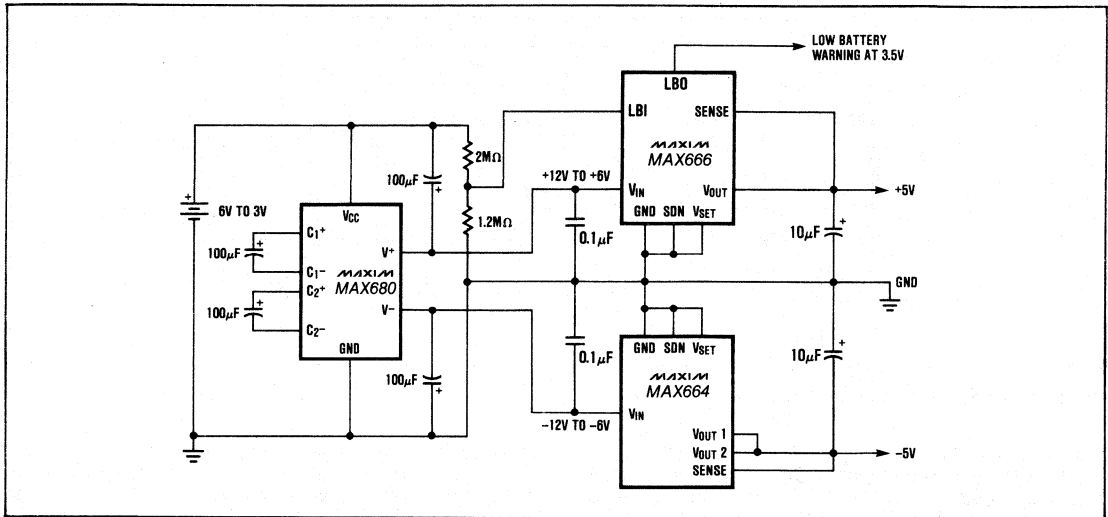 LOW BATTERY
WARNING AT 3.5V
LBO
LBI
SENSE
MAXIM
MAX666
VIN
VOUT
GND SDN VSET
+5V
2MΩ
100µF
+
+12V TO +6V
1.2MΩ
0.1µF
10µF
+
+
6V TO 3V
VCC
C1+
100µF
+
V+
C1-
MAXIM
MAX680
C2+
100µF
+
V-
C2-
GND
GND
100µF
+
0.1µF
GND SDN VSET
10µF
+
MAXIM
MAX664
VIN
-12V TO -6V
VOUT 1
VOUT 2
SENSE
-5V